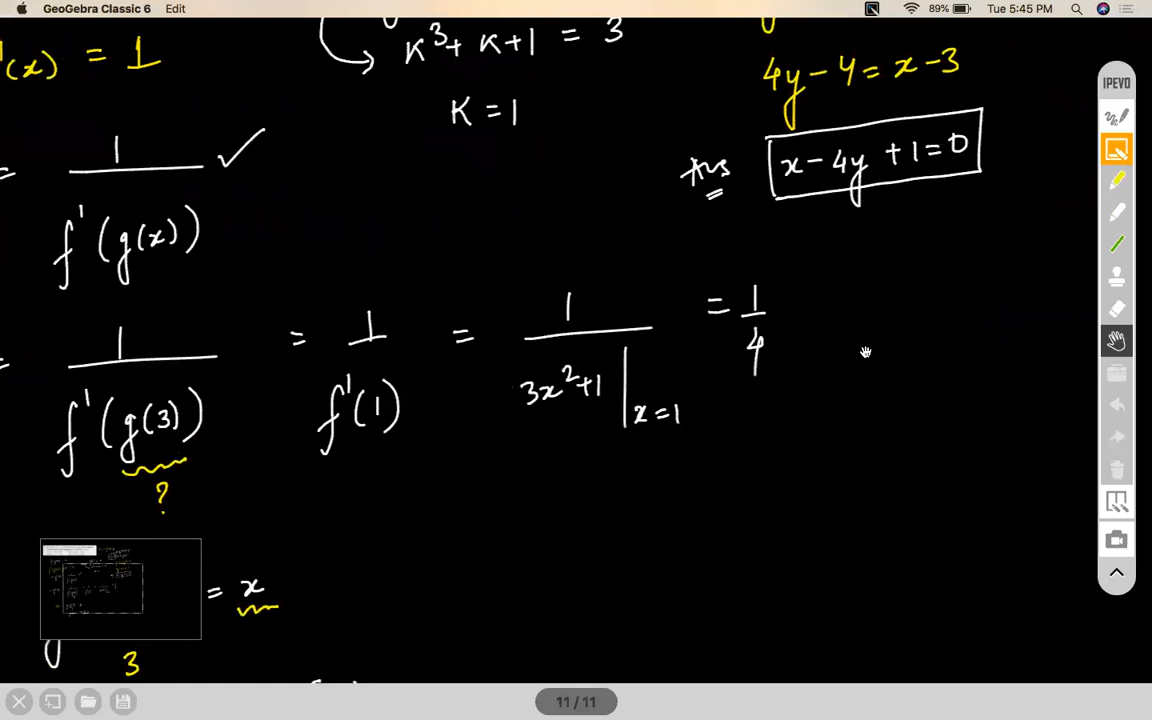 GeoGebra Classic 6 Edit 89% Tue 5:45 PM
'(x) = 1
K³ + K + 1 = 3
K = 1
4y - 4 = x - 3
Ans x - 4y + 1 = 0
= 1 / f'(g(x)) ✓
= 1 / f'(g(3)) = 1 / f'(1) = 1 / 3x² + 1 | x = 1 = 1/4
?
= x
3
IPEVO
11 / 11